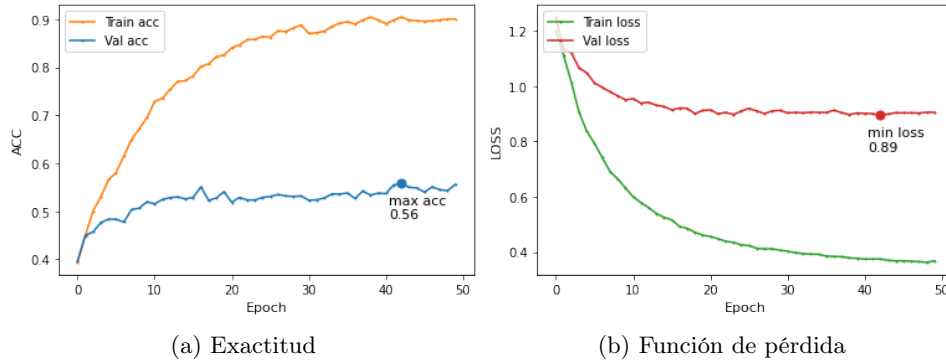 Train acc
Val acc
ACC
0.9
0.8
0.7
0.6
0.5
0.4
max acc
0.56
0 10 20 30 40 50
Epoch
(a) Exactitud
Train loss
Val loss
LOSS
1.2
1.0
0.8
0.6
0.4
min loss
0.89
0 10 20 30 40 50
Epoch
(b) Función de pérdida